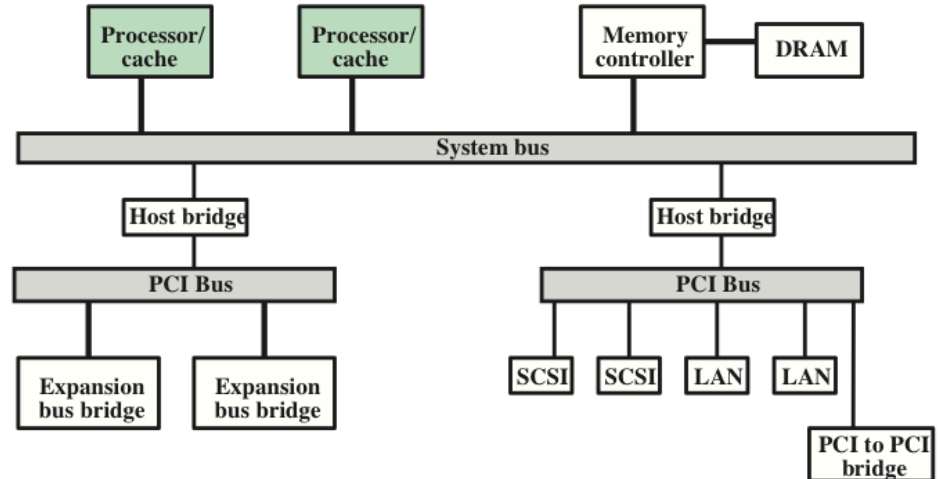 Processor/
cache
Processor/
cache
Memory
controller
DRAM
System bus
Host bridge
Host bridge
PCI Bus
PCI Bus
Expansion
bus bridge
Expansion
bus bridge
SCSI
SCSI
LAN
LAN
PCI to PCI
bridge